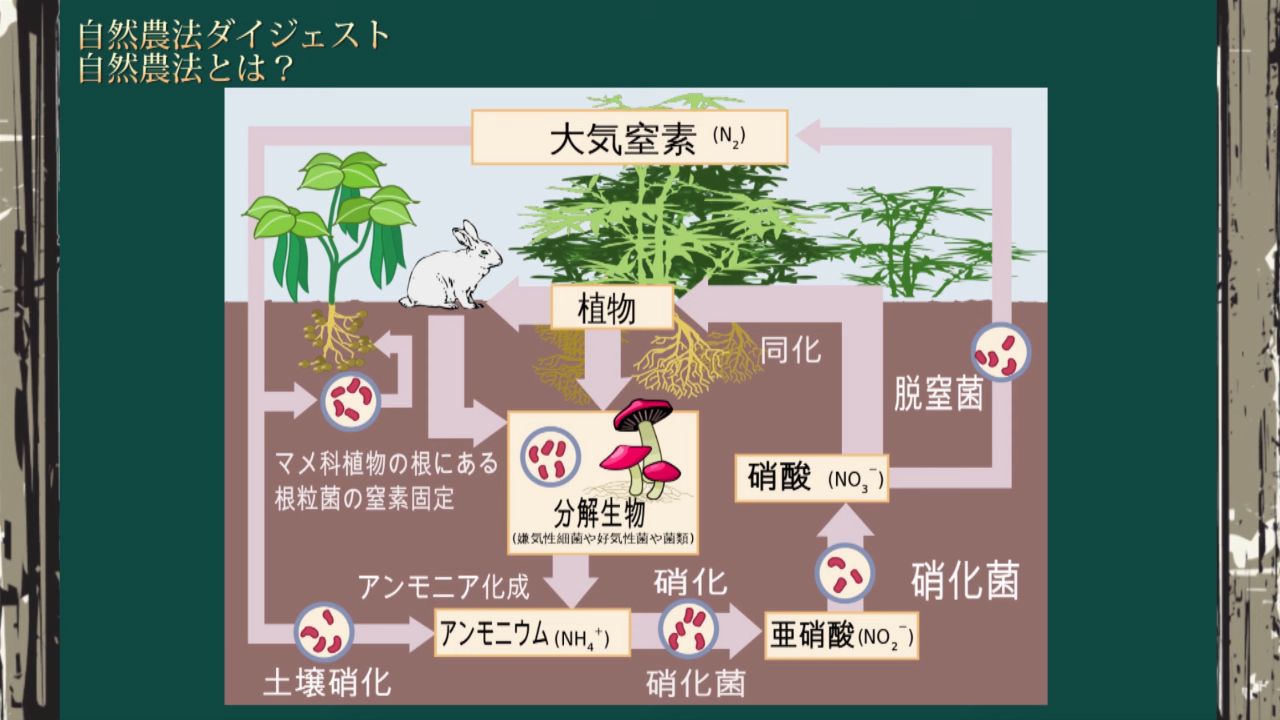 自然農法ダイジェスト
自然農法とは？
大気窒素 (N₂)
植物
同化
脱窒菌
マメ科植物の根にある
根粒菌の窒素固定
硝酸 (NO₃⁻)
分解生物
(嫌気性細菌や好気性菌や菌類)
アンモニア化成
硝化
硝化菌
アンモニウム(NH₄⁺)
亜硝酸(NO₂⁻)
土壌硝化
硝化菌